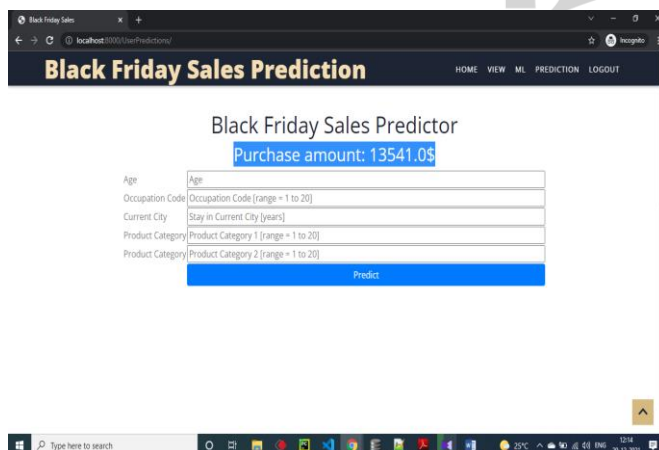 Black Friday Sales
localhost:8000/UserPredictions/
Incognito
Black Friday Sales Prediction
HOME VIEW ML PREDICTION LOGOUT
Black Friday Sales Predictor
Purchase amount: 13541.0$
Age Age
Occupation Code Occupation Code [range = 1 to 20]
Current City Stay in Current City [years]
Product Category Product Category 1 [range = 1 to 20]
Product Category Product Category 2 [range = 1 to 20]
Predict
Type here to search
25°C
ENG
12:14